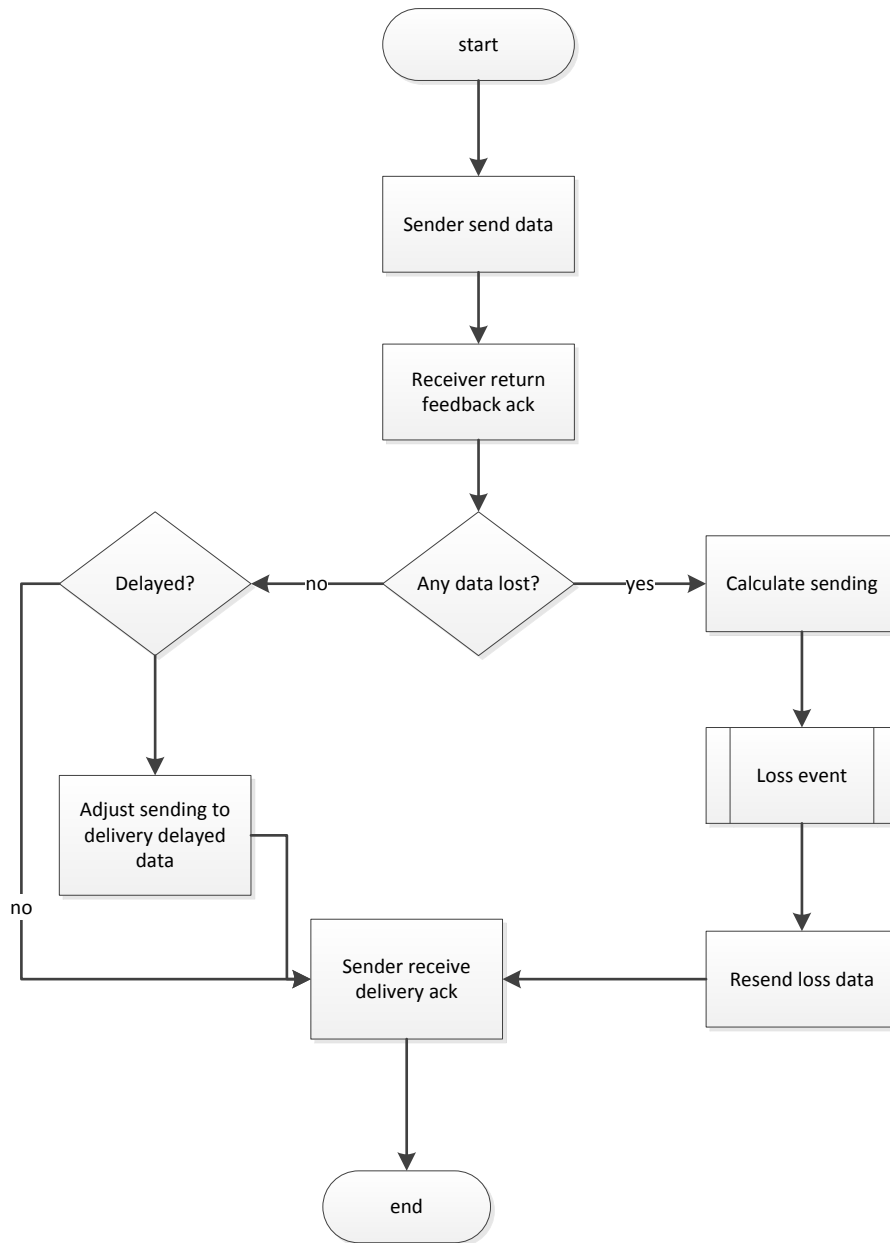 start
Sender send data
Receiver return
feedback ack
Delayed?
no
Any data lost?
yes
Calculate sending
Loss event
Adjust sending to
delivery delayed
data
no
Sender receive
delivery ack
Resend loss data
end